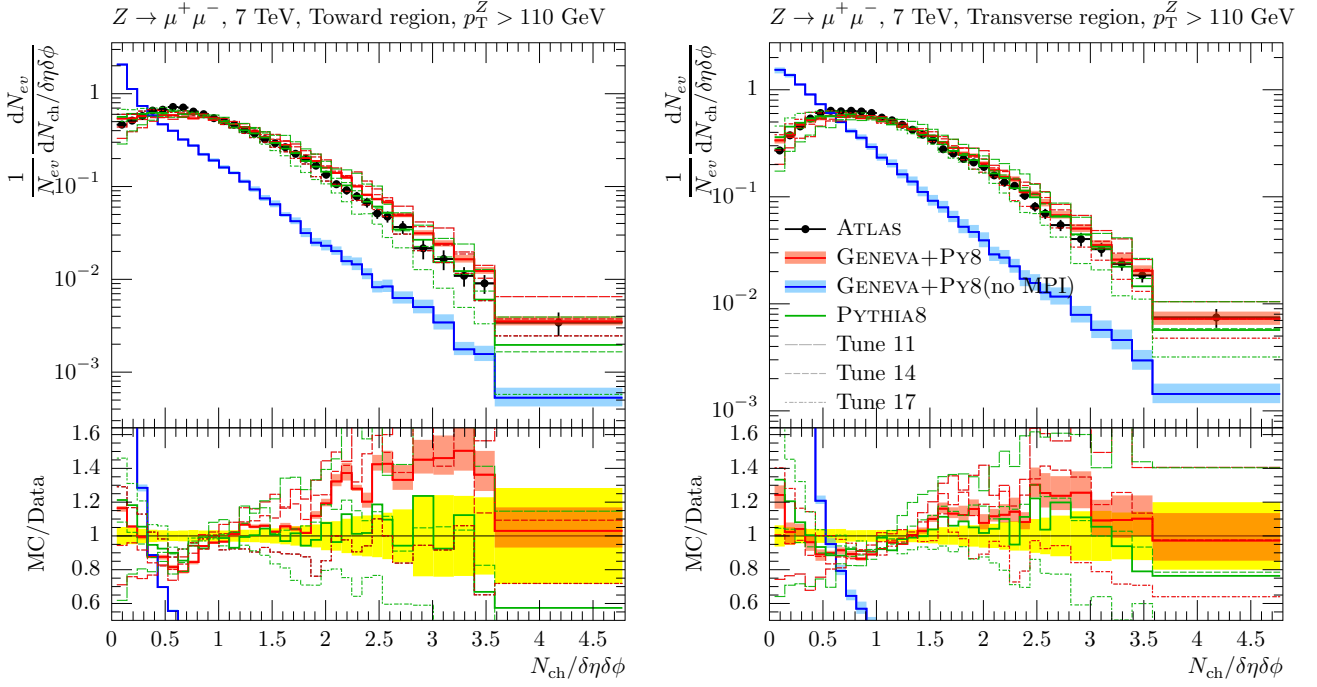 Z → μ⁺μ⁻, 7 TeV, Toward region, p_T^Z > 110 GeV
1/N_ev dN_ev/dN_ch/δηδφ
1
10⁻¹
10⁻²
10⁻³
MC/Data
1.6
1.4
1.2
1
0.8
0.6
0 0.5 1 1.5 2 2.5 3 3.5 4 4.5
N_ch/δηδφ
Z → μ⁺μ⁻, 7 TeV, Transverse region, p_T^Z > 110 GeV
1/N_ev dN_ev/dN_ch/δηδφ
1
10⁻¹
10⁻²
10⁻³
ATLAS
GENEVA+PY8
GENEVA+PY8(no MPI)
PYTHIA8
Tune 11
Tune 14
Tune 17
MC/Data
1.6
1.4
1.2
1
0.8
0.6
0 0.5 1 1.5 2 2.5 3 3.5 4 4.5
N_ch/δηδφ